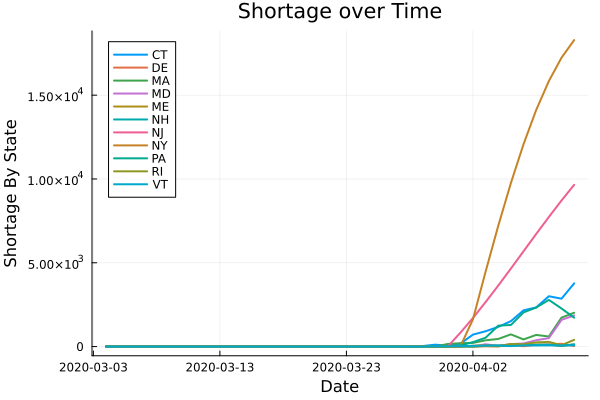 Shortage over Time
Shortage By State
1.50×10⁴
1.00×10⁴
5.00×10³
0
CT
DE
MA
MD
ME
NH
NJ
NY
PA
RI
VT
2020-03-03 2020-03-13 2020-03-23 2020-04-02
Date